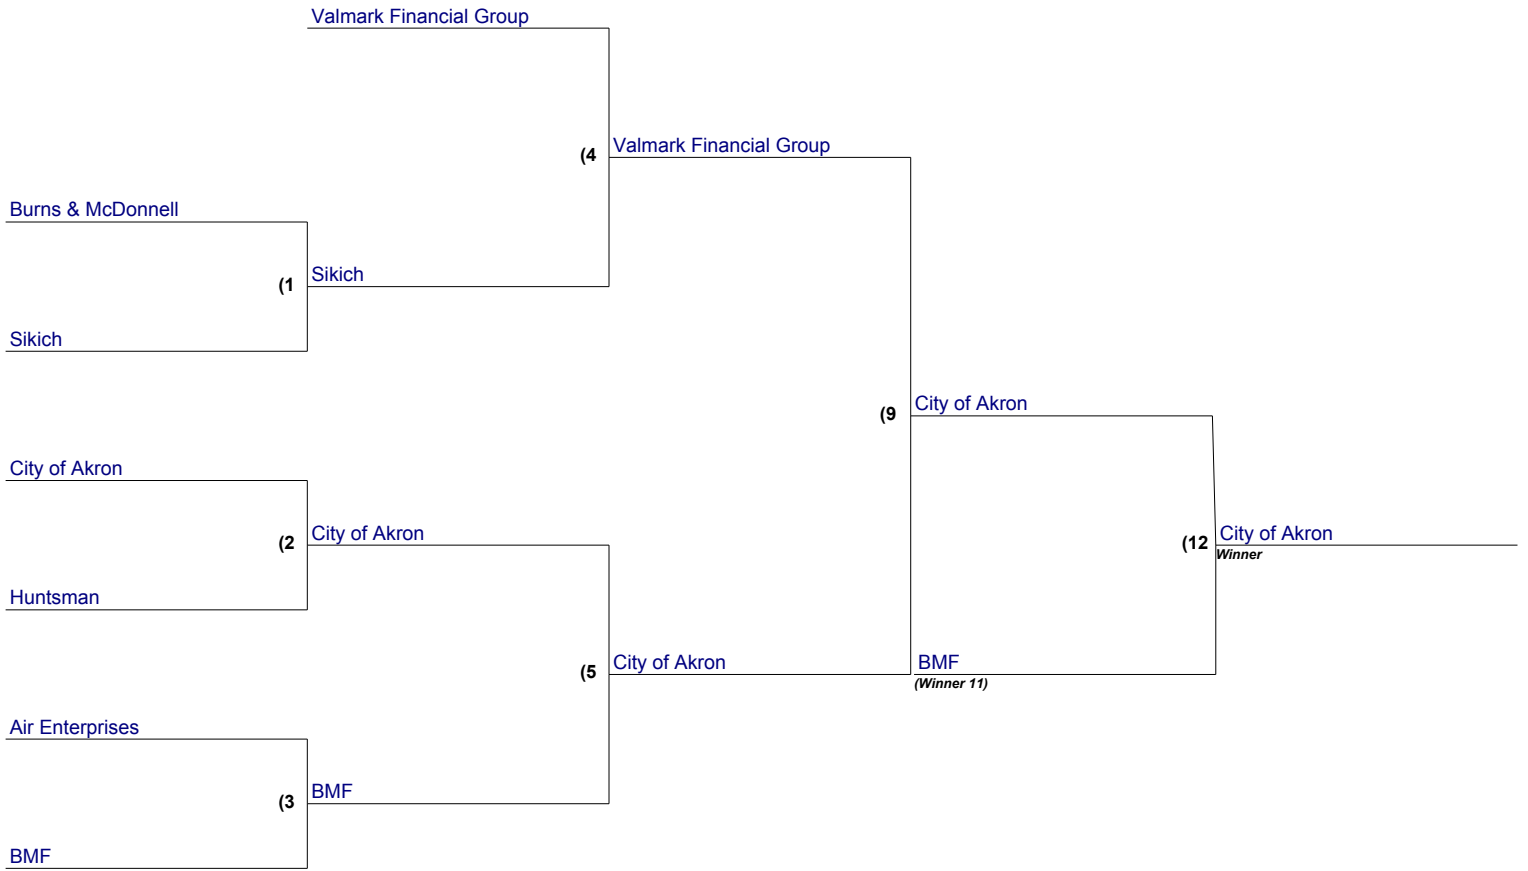 Valmark Financial Group
(4
Valmark Financial Group
Burns & McDonnell
(1
Sikich
Sikich
(9
City of Akron
City of Akron
(2
City of Akron
(12
City of Akron
Winner
Huntsman
(5
City of Akron
BMF
(Winner 11)
Air Enterprises
(3
BMF
BMF